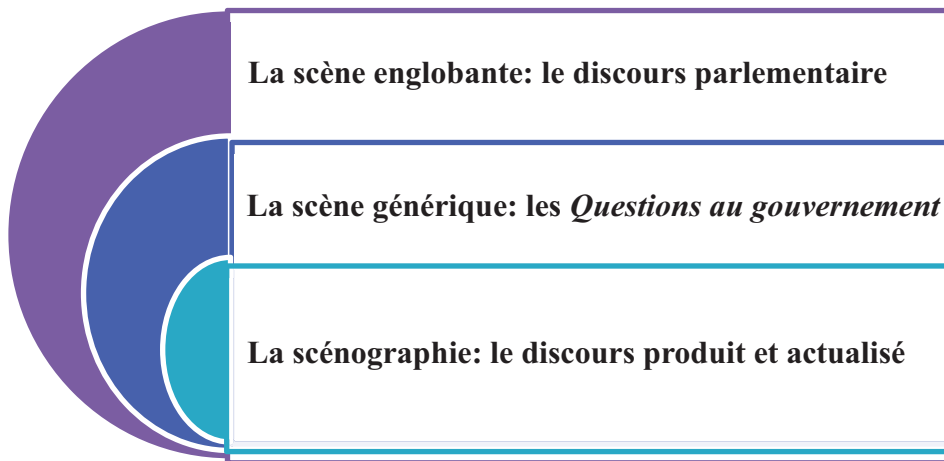 La scène englobante: le discours parlementaire
La scène générique: les Questions au gouvernement
La scénographie: le discours produit et actualisé